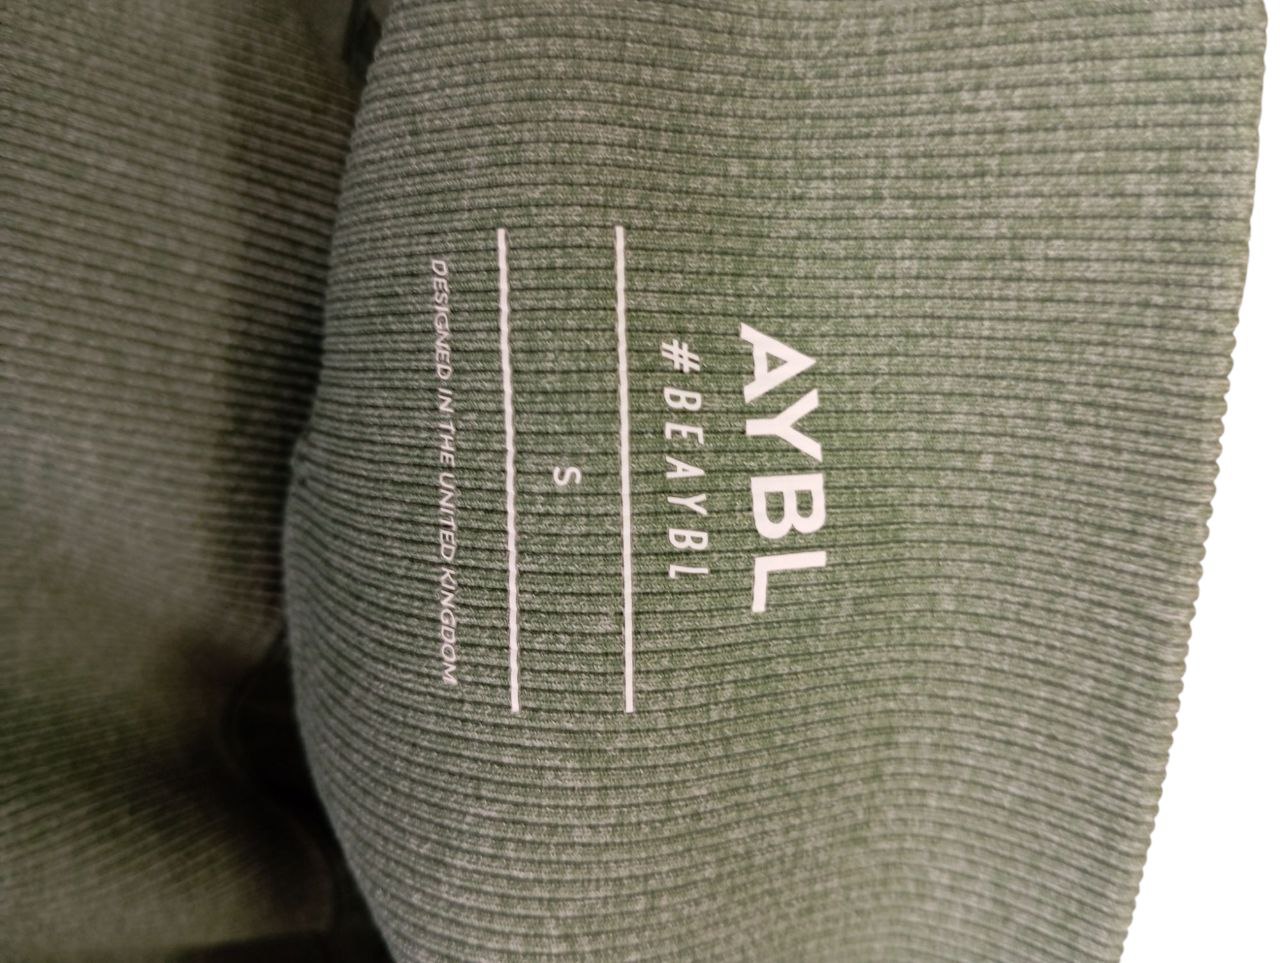 AYBL
#BEAYBL
S
DESIGNED IN THE UNITED KINGDOM